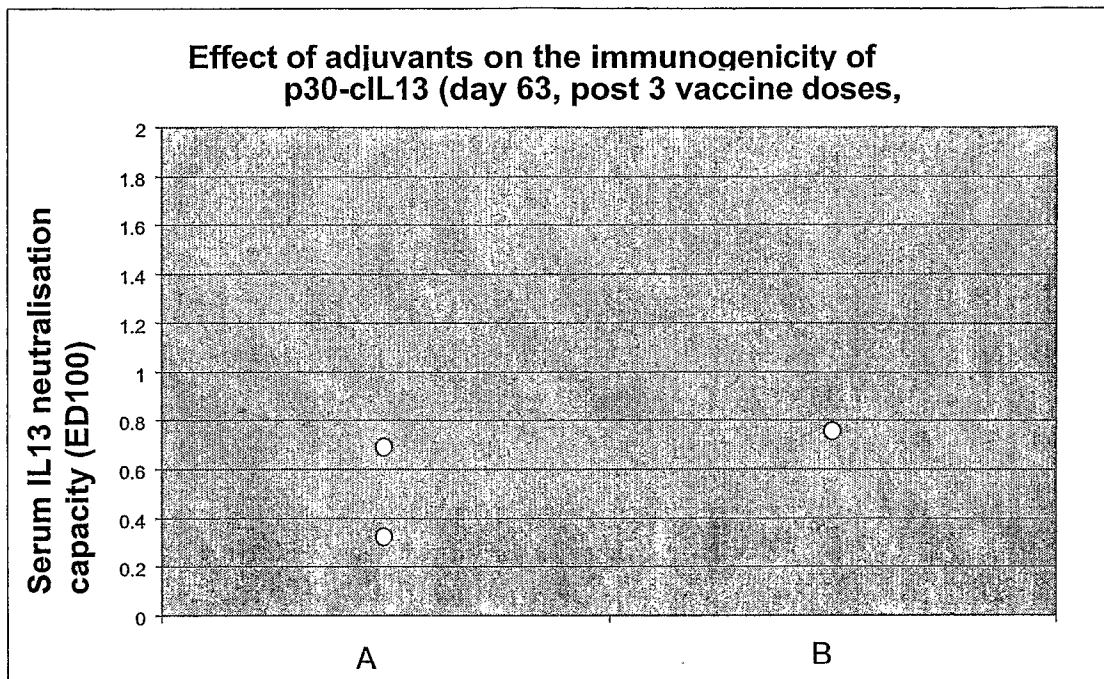 Effect of adjuvants on the immunogenicity of
p30-cIL13 (day 63, post 3 vaccine doses,
Serum IL13 neutralisation
capacity (ED100)
2
1.8
1.6
1.4
1.2
1
0.8
0.6
0.4
0.2
0
A
B